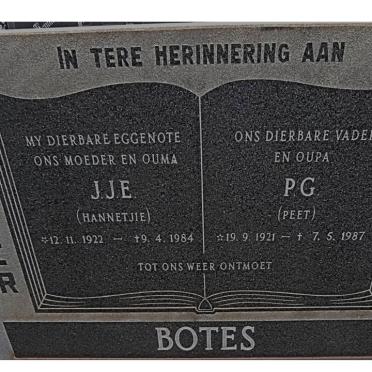 IN TERE HERINNERING AAN
MY DIERBARE EGGENOTE
ONS MOEDER EN OUMA
J.J.E.
(HANNETJIE)
☆12. 11. 1922 — †9. 4. 1984
ONS DIERBARE VADER
EN OUPA
P.G.
(PEET)
☆19. 9. 1921 — † 7. 5. 1987
TOT ONS WEER ONTMOET
BOTES